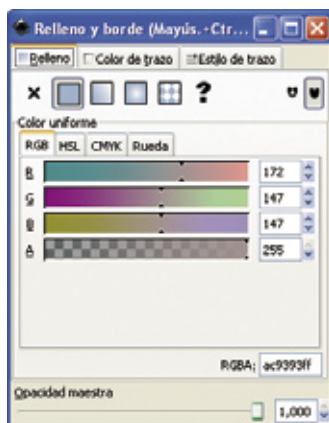 Relleno y borde (Mayús.+Ctr...
Relleno Color de trazo Estilo de trazo
?
Color uniforme
RGB HSL CMYK Rueda
R 172
G 147
B 147
A 255
RGBA: ac9393ff
Opacidad maestra
1,000